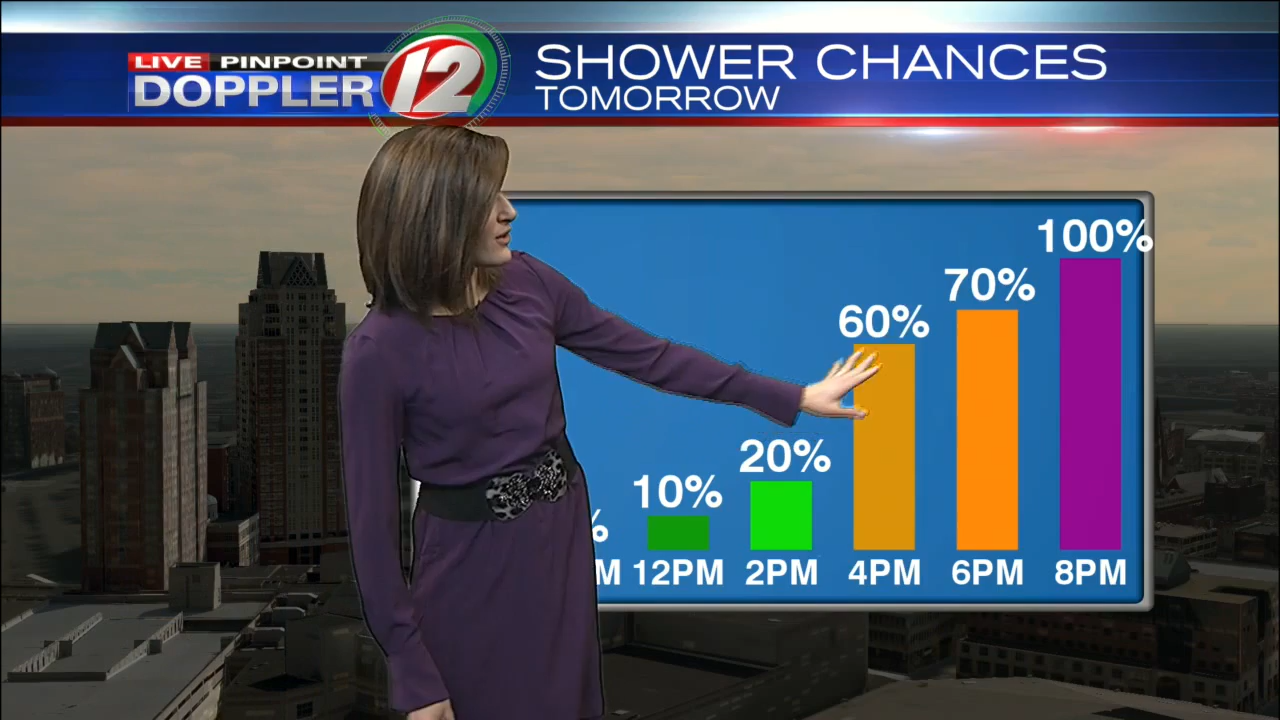 LIVE PINPOINT
DOPPLER 12
SHOWER CHANCES
TOMORROW
100%
70%
60%
20%
10%
%
M 12PM 2PM 4PM 6PM 8PM